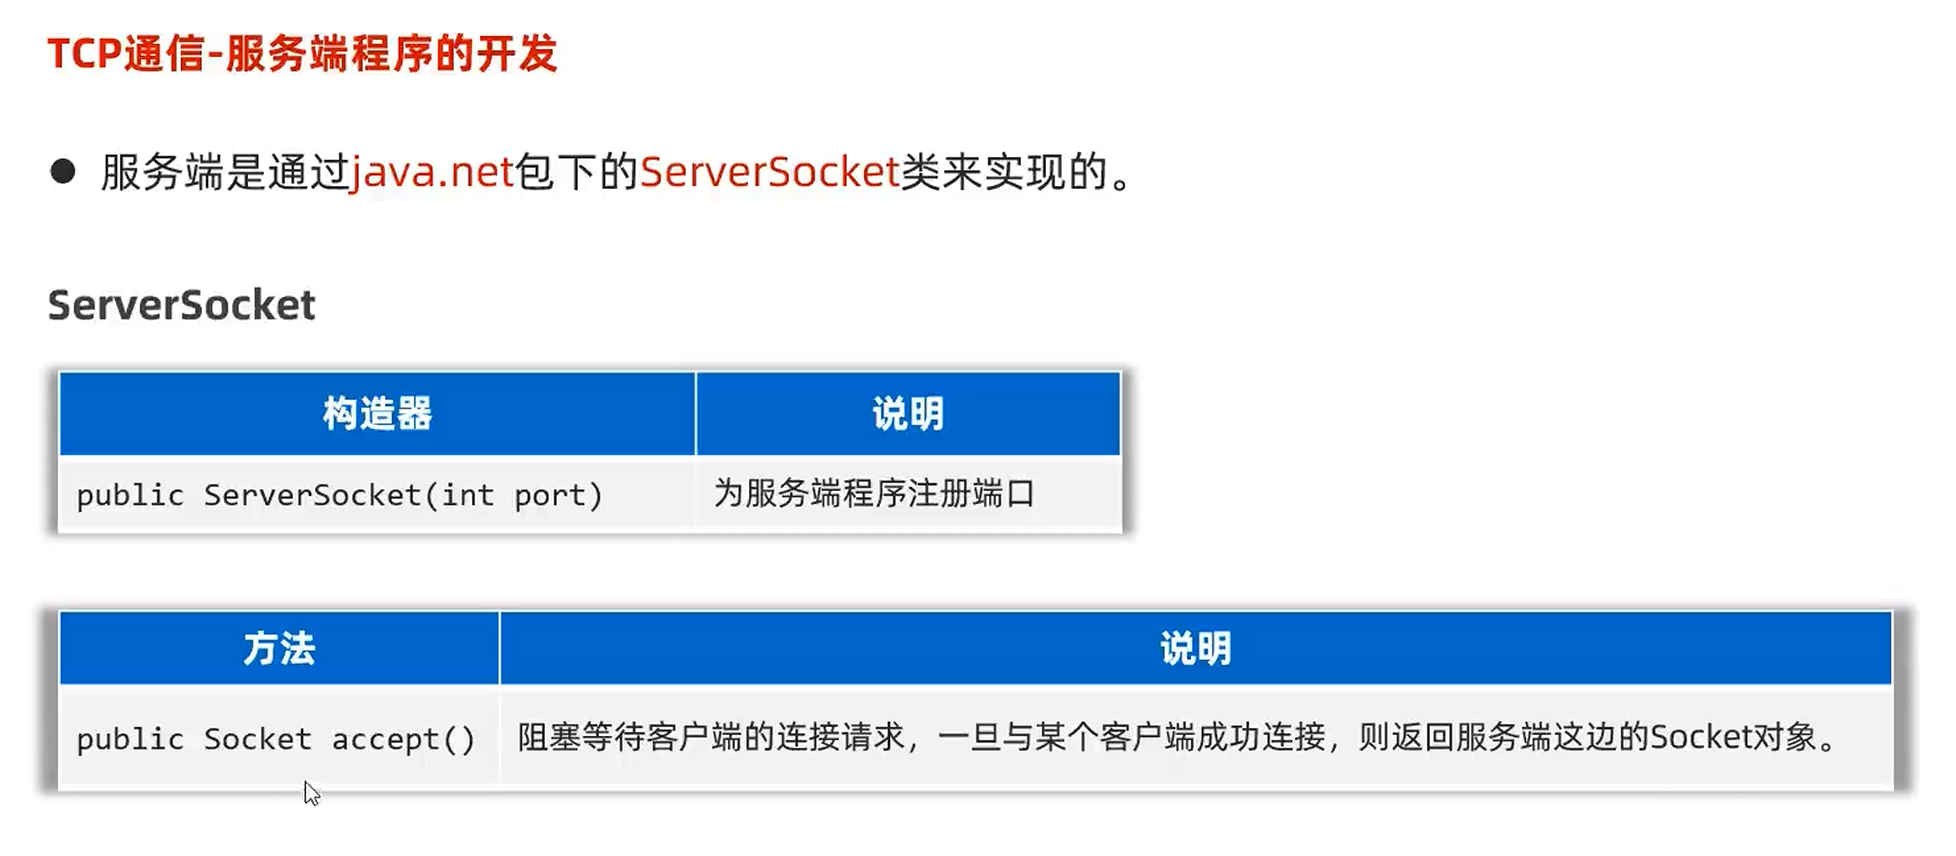 TCP通信-服务端程序的开发
服务端是通过java.net包下的ServerSocket类来实现的。
ServerSocket
构造器 说明
public ServerSocket(int port) 为服务端程序注册端口
方法 说明
public Socket accept() 阻塞等待客户端的连接请求，一旦与某个客户端成功连接，则返回服务端这边的Socket对象。